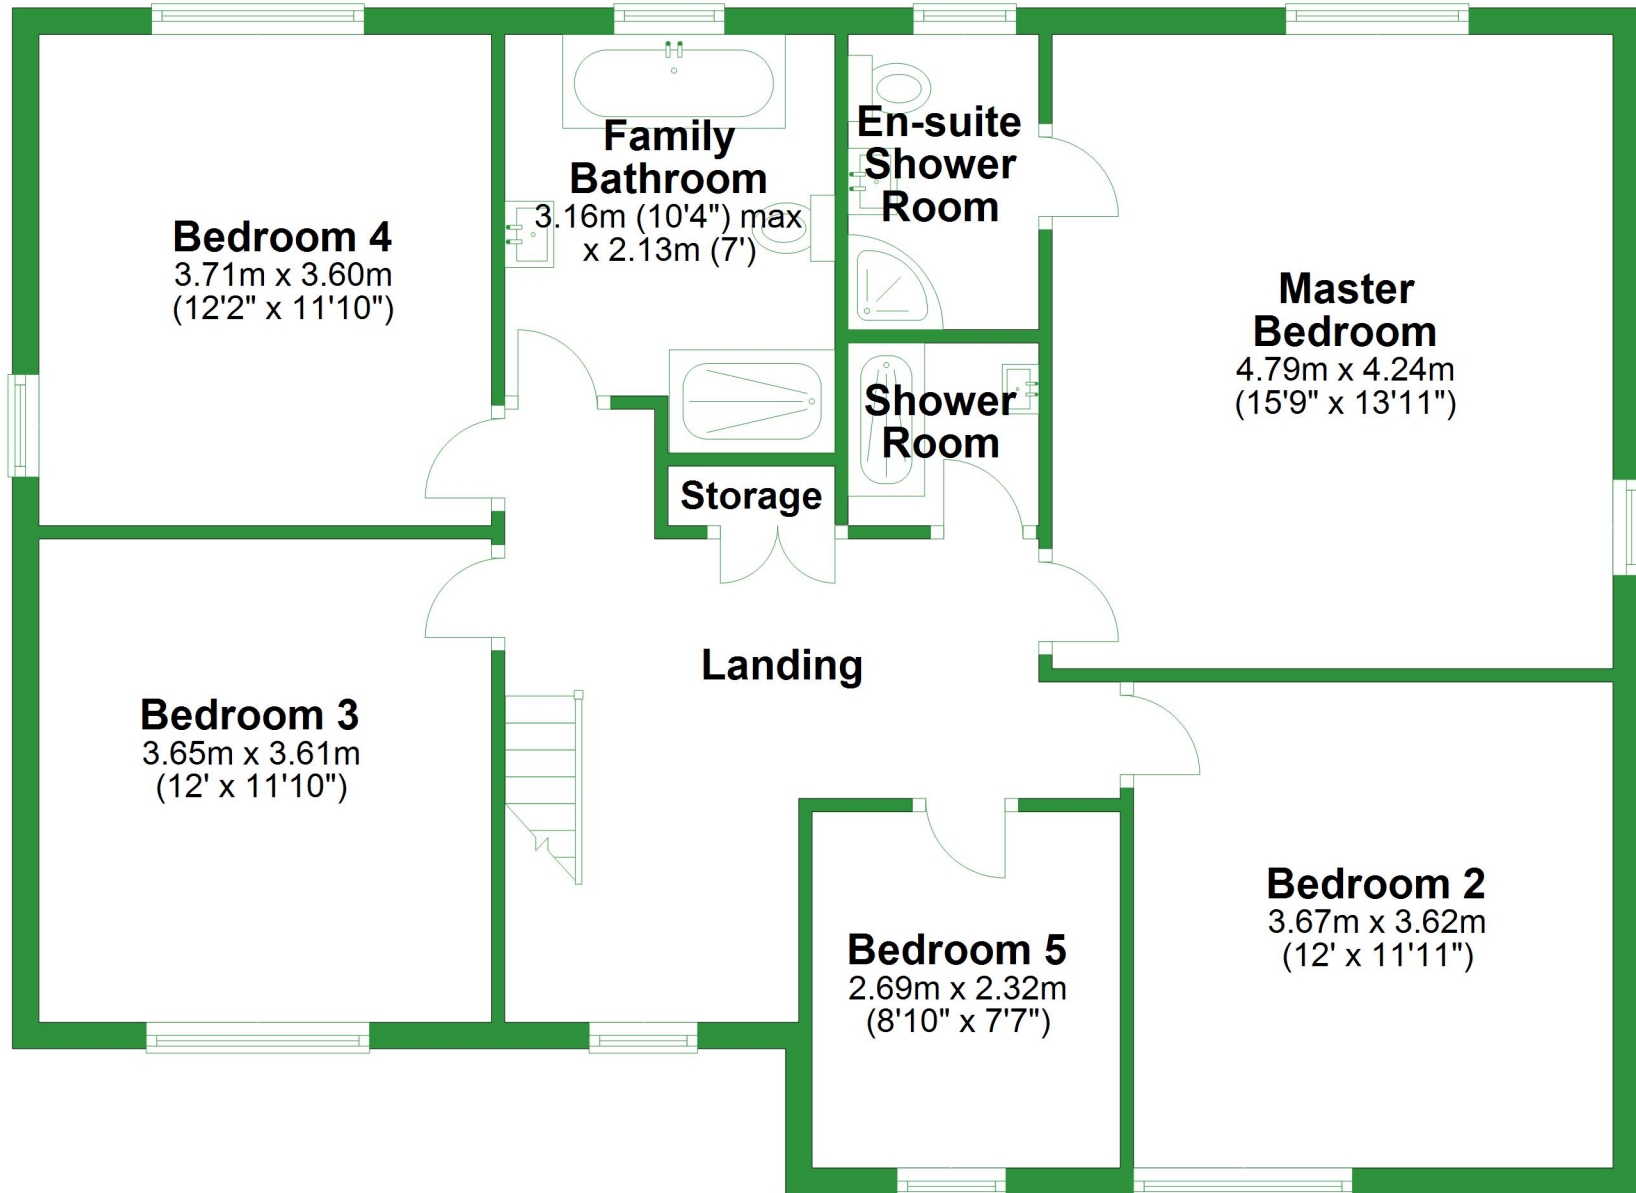 Bedroom 4
3.71m x 3.60m
(12'2" x 11'10")
Family
Bathroom
3.16m (10'4") max
x 2.13m (7')
En-suite
Shower
Room
Master
Bedroom
4.79m x 4.24m
(15'9" x 13'11")
Shower
Room
Storage
Landing
Bedroom 3
3.65m x 3.61m
(12' x 11'10")
Bedroom 5
2.69m x 2.32m
(8'10" x 7'7")
Bedroom 2
3.67m x 3.62m
(12' x 11'11")